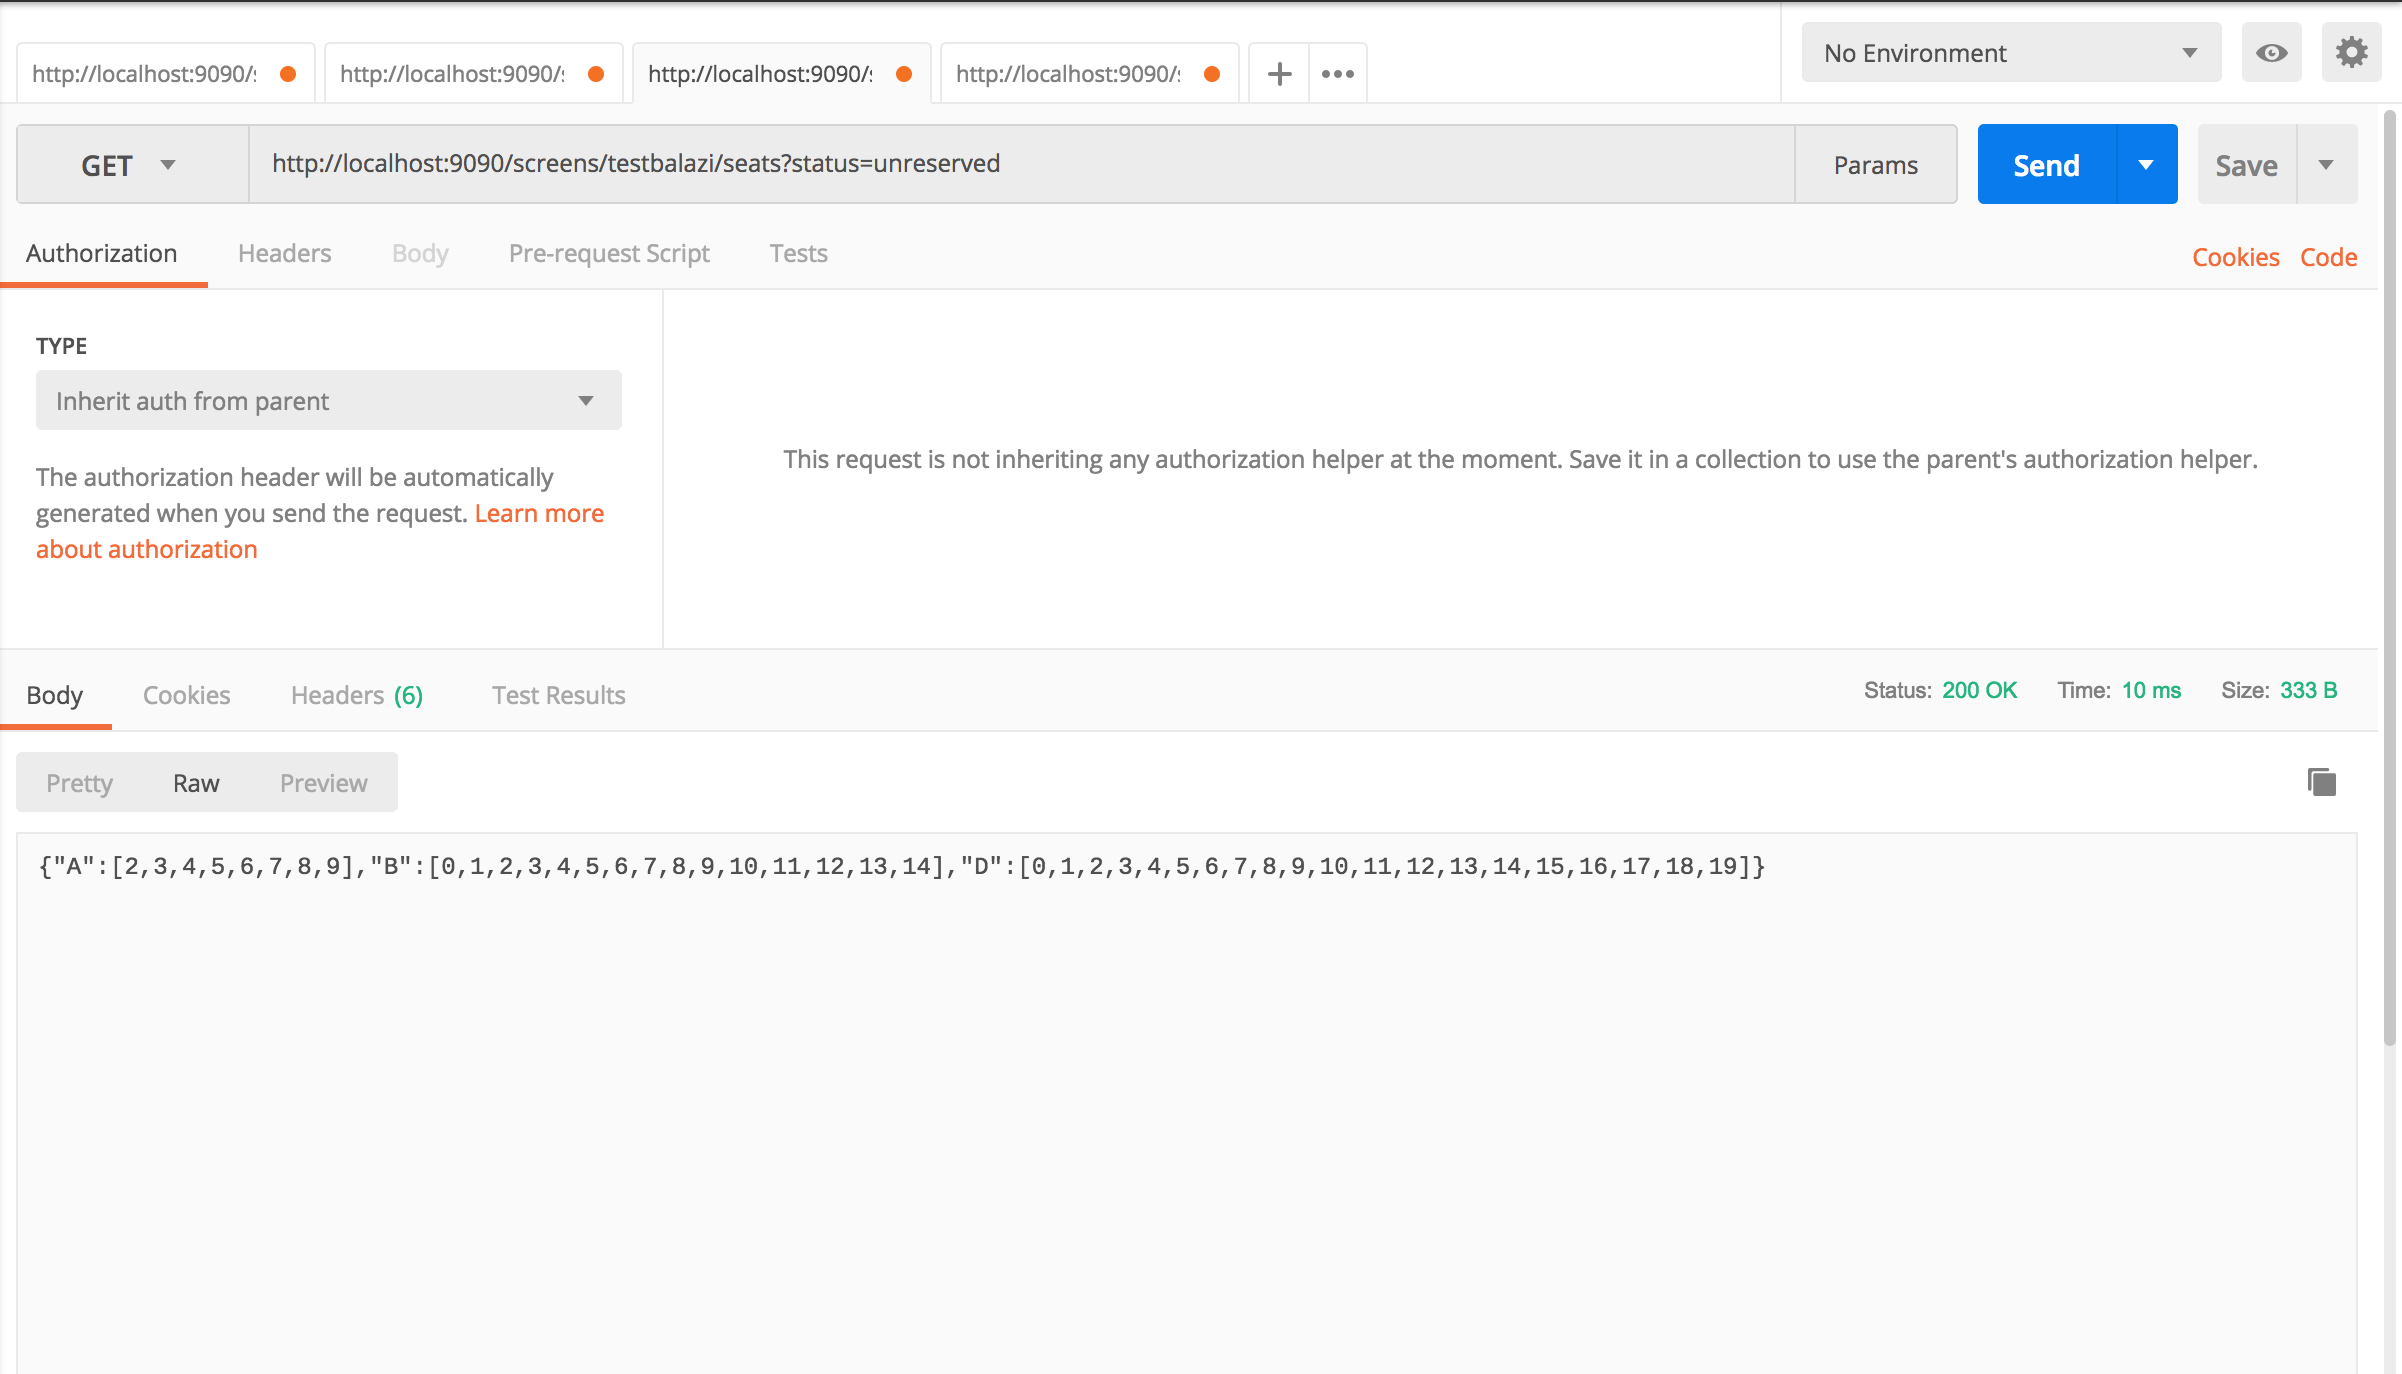 http://localhost:9090/s http://localhost:9090/s http://localhost:9090/s http://localhost:9090/s No Environment
GET http://localhost:9090/screens/testbalazi/seats?status=unreserved Params Send Save
Authorization Headers Body Pre-request Script Tests Cookies Code
TYPE
Inherit auth from parent
The authorization header will be automatically
generated when you send the request. Learn more
about authorization
This request is not inheriting any authorization helper at the moment. Save it in a collection to use the parent's authorization helper.
Body Cookies Headers (6) Test Results Status: 200 OK Time: 10 ms Size: 333 B
Pretty Raw Preview
{"A":[2,3,4,5,6,7,8,9],"B":[0,1,2,3,4,5,6,7,8,9,10,11,12,13,14],"D":[0,1,2,3,4,5,6,7,8,9,10,11,12,13,14,15,16,17,18,19]}